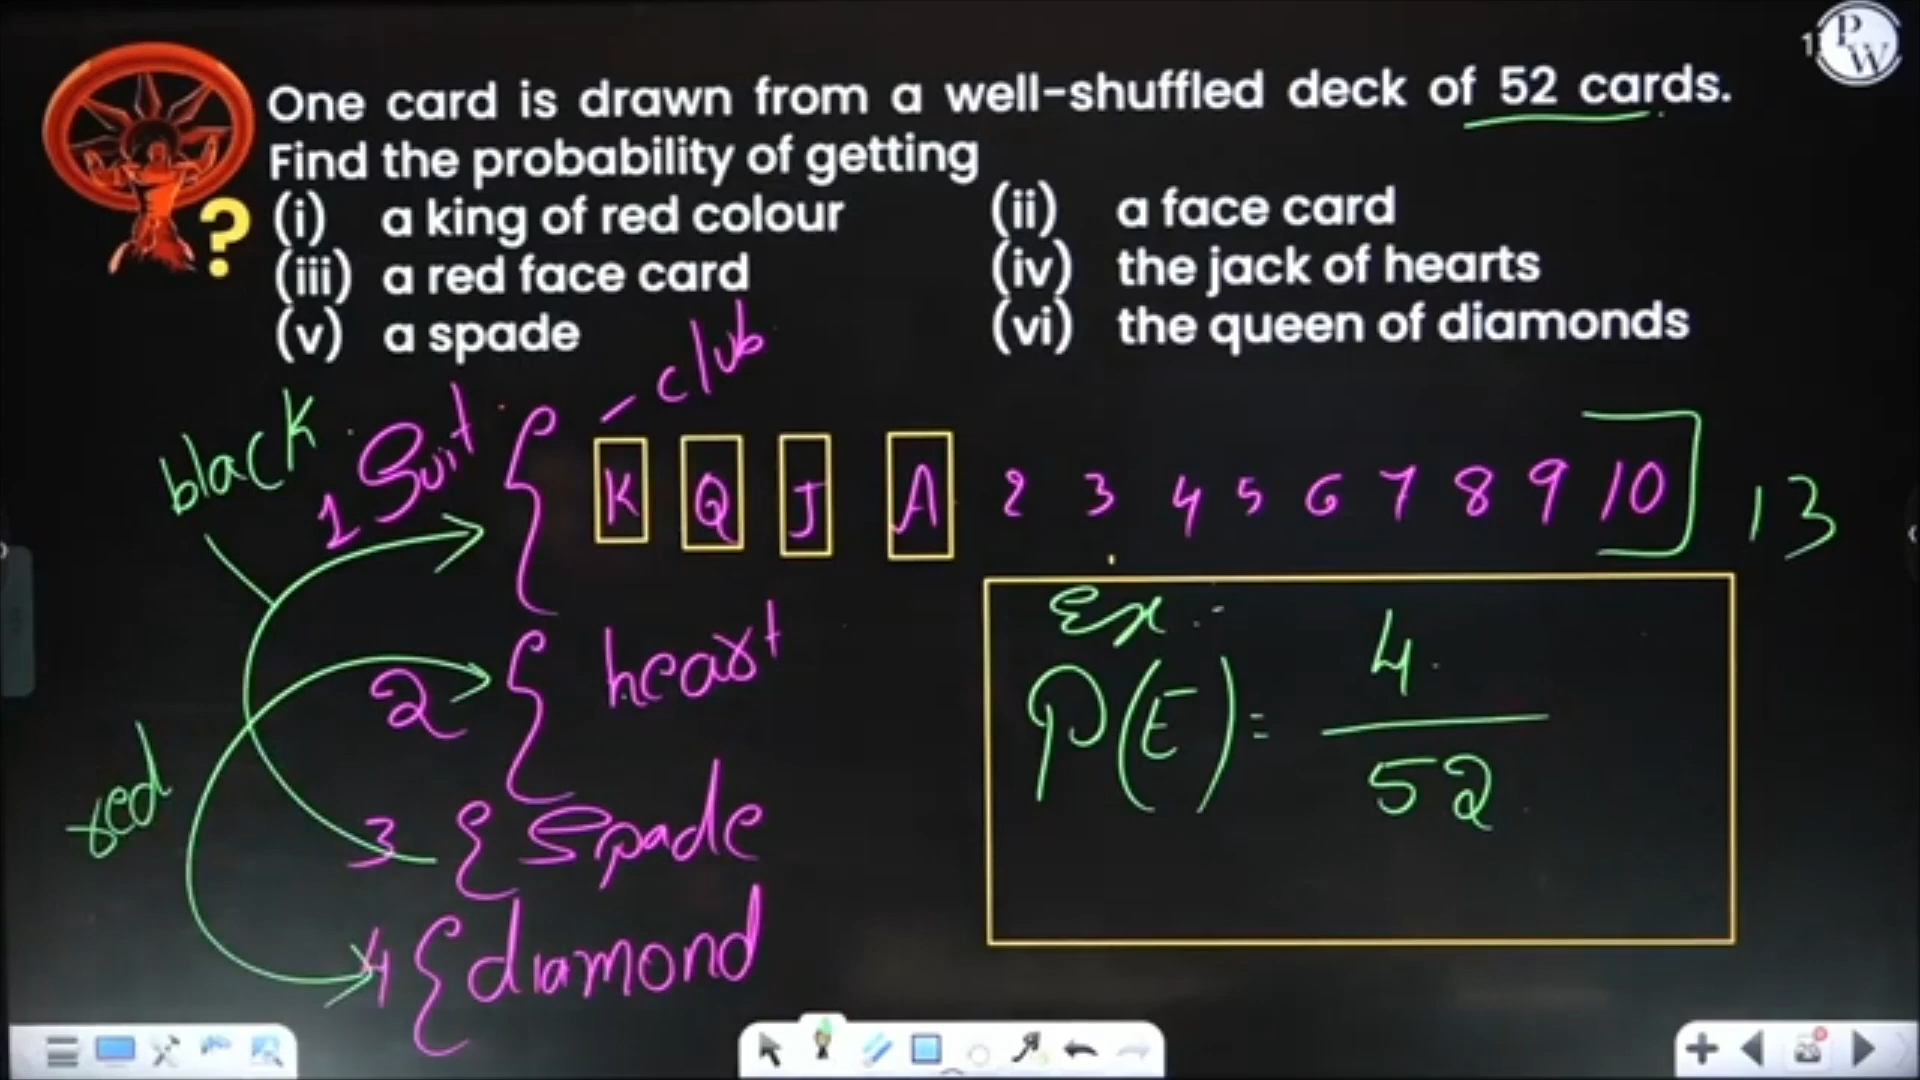 PW
One card is drawn from a well-shuffled deck of 52 cards.
Find the probability of getting
(i) a king of red colour (ii) a face card
(iii) a red face card (iv) the jack of hearts
(v) a spade (vi) the queen of diamonds
?
black
1 Suit { - club
K Q J A 2 3 4 5 6 7 8 9 10 ] 13
2 { heart
3 { Spade
4 { diamond
red
Ex :-
P(E) = 4
52